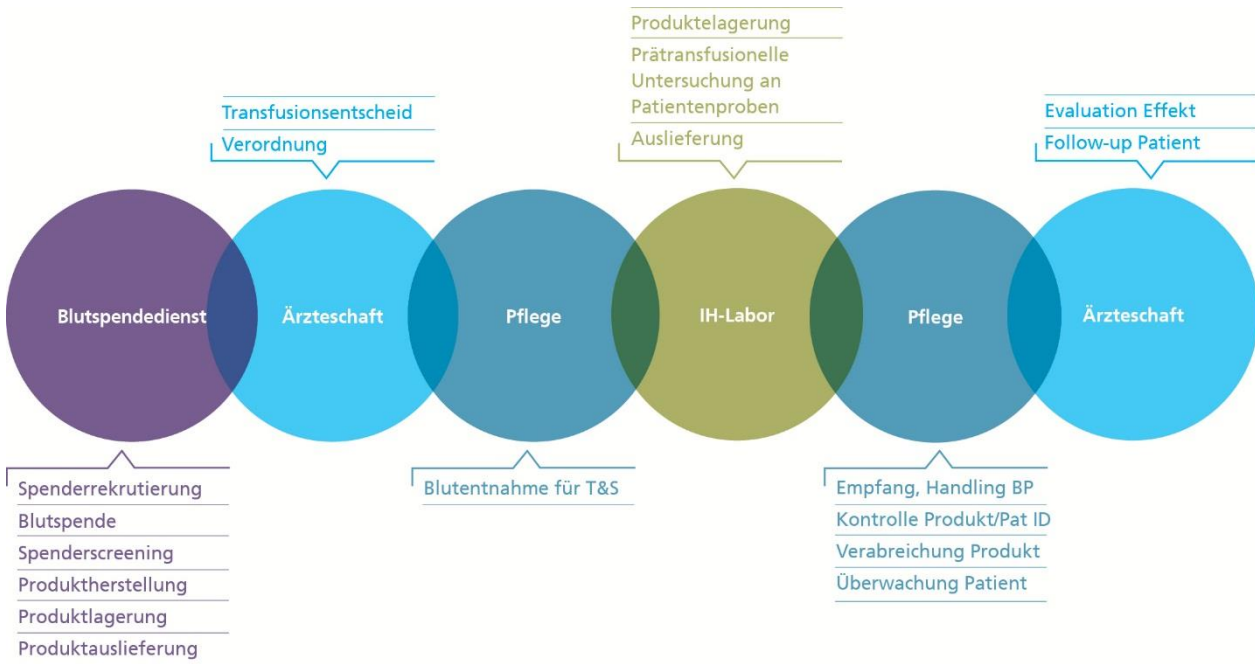 Produktelagerung
Prätransfusionelle
Untersuchung an
Patientenproben
Auslieferung
Transfusionsentscheid
Verordnung
Evaluation Effekt
Follow-up Patient
Blutspendedienst
Ärzteschaft
Pflege
IH-Labor
Pflege
Ärzteschaft
Spenderrekrutierung
Blutspende
Spenderscreening
Produktherstellung
Produktlagerung
Produktauslieferung
Blutentnahme für T&S
Empfang, Handling BP
Kontrolle Produkt/Pat ID
Verabreichung Produkt
Überwachung Patient